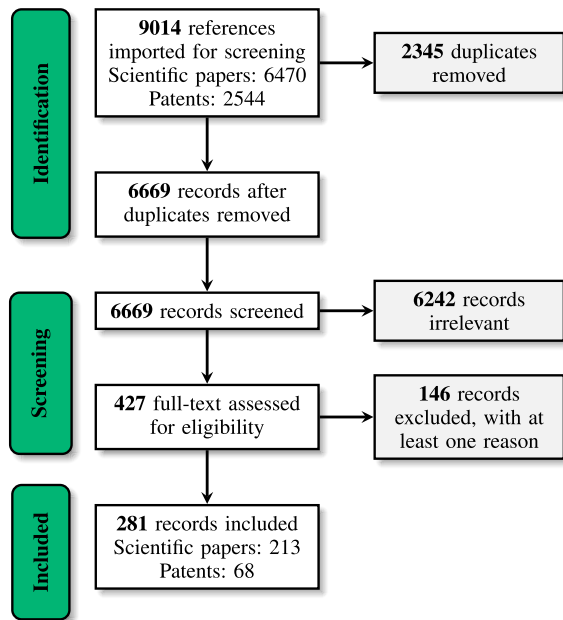 Identification
9014 references
imported for screening
Scientific papers: 6470
Patents: 2544
2345 duplicates
removed
6669 records after
duplicates removed
Screening
6669 records screened
6242 records
irrelevant
427 full-text assessed
for eligibility
146 records
excluded, with at
least one reason
Included
281 records included
Scientific papers: 213
Patents: 68